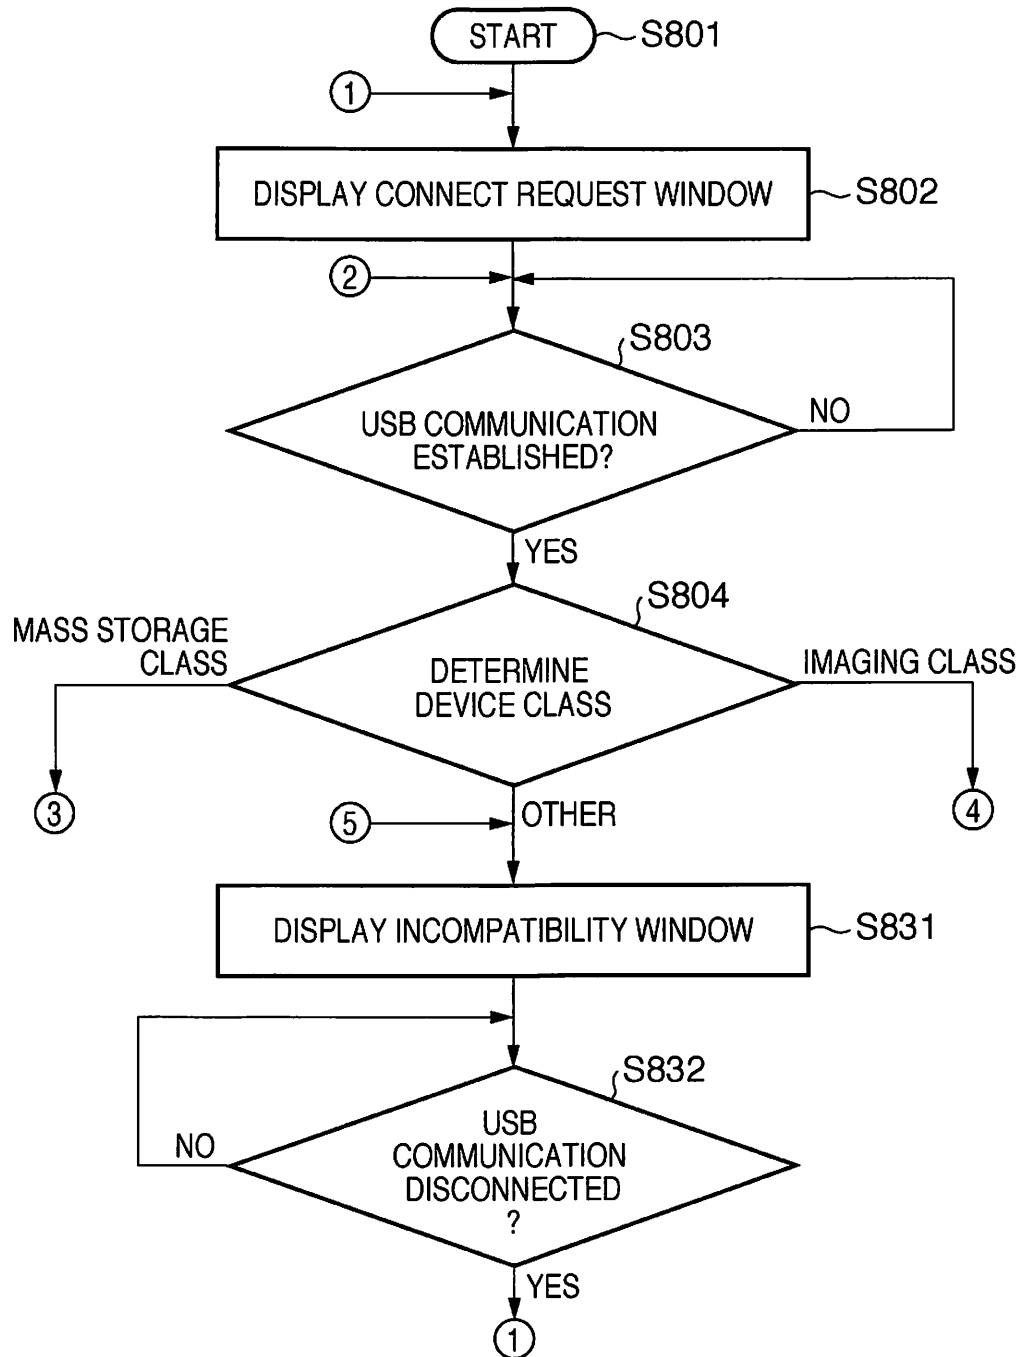 START
S801
1
DISPLAY CONNECT REQUEST WINDOW
S802
2
S803
USB COMMUNICATION
ESTABLISHED?
NO
YES
S804
MASS STORAGE
CLASS
DETERMINE
DEVICE CLASS
IMAGING CLASS
3
4
5
OTHER
DISPLAY INCOMPATIBILITY WINDOW
S831
S832
USB
COMMUNICATION
DISCONNECTED
?
NO
YES
1